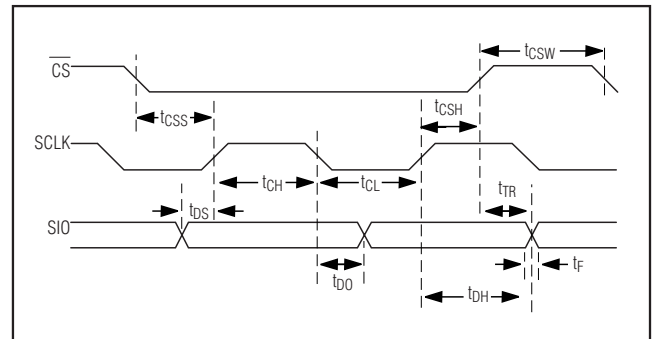 CS
tCSW
tCSS
tCSH
SCLK
tCH
tCL
tTR
tDS
SIO
tDO
tF
tDH